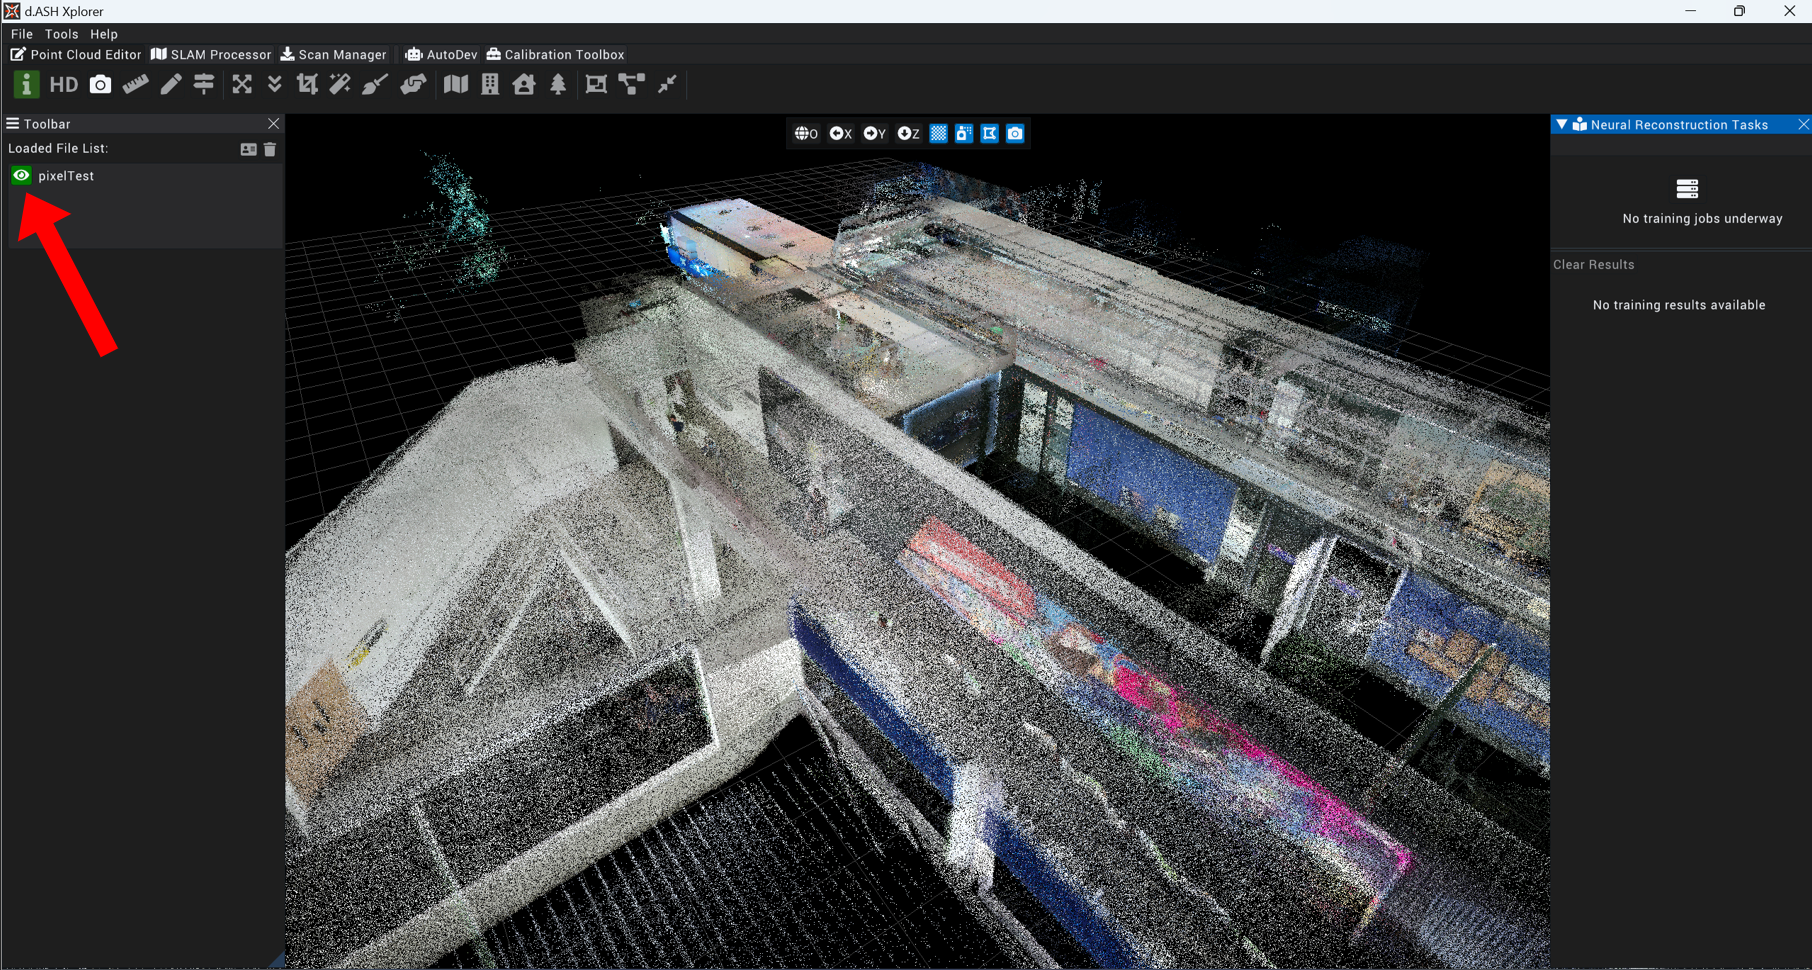 d.ASH Xplorer
File Tools Help
Point Cloud Editor SLAM Processor Scan Manager AutoDev Calibration Toolbox
HD
Toolbar
Loaded File List:
pixelTest
O X Y Z
Neural Reconstruction Tasks
No training jobs underway
Clear Results
No training results available